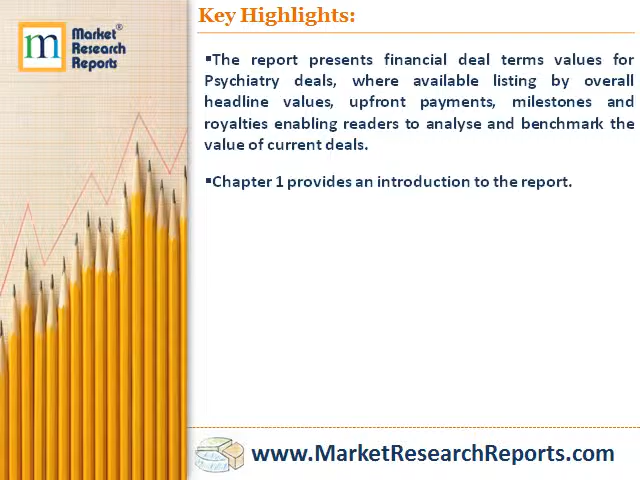 m
Market®
Research
Reports
Key Highlights:
▪The report presents financial deal terms values for
Psychiatry deals, where available listing by overall
headline values, upfront payments, milestones and
royalties enabling readers to analyse and benchmark the
value of current deals.
▪Chapter 1 provides an introduction to the report.
www.MarketResearchReports.com